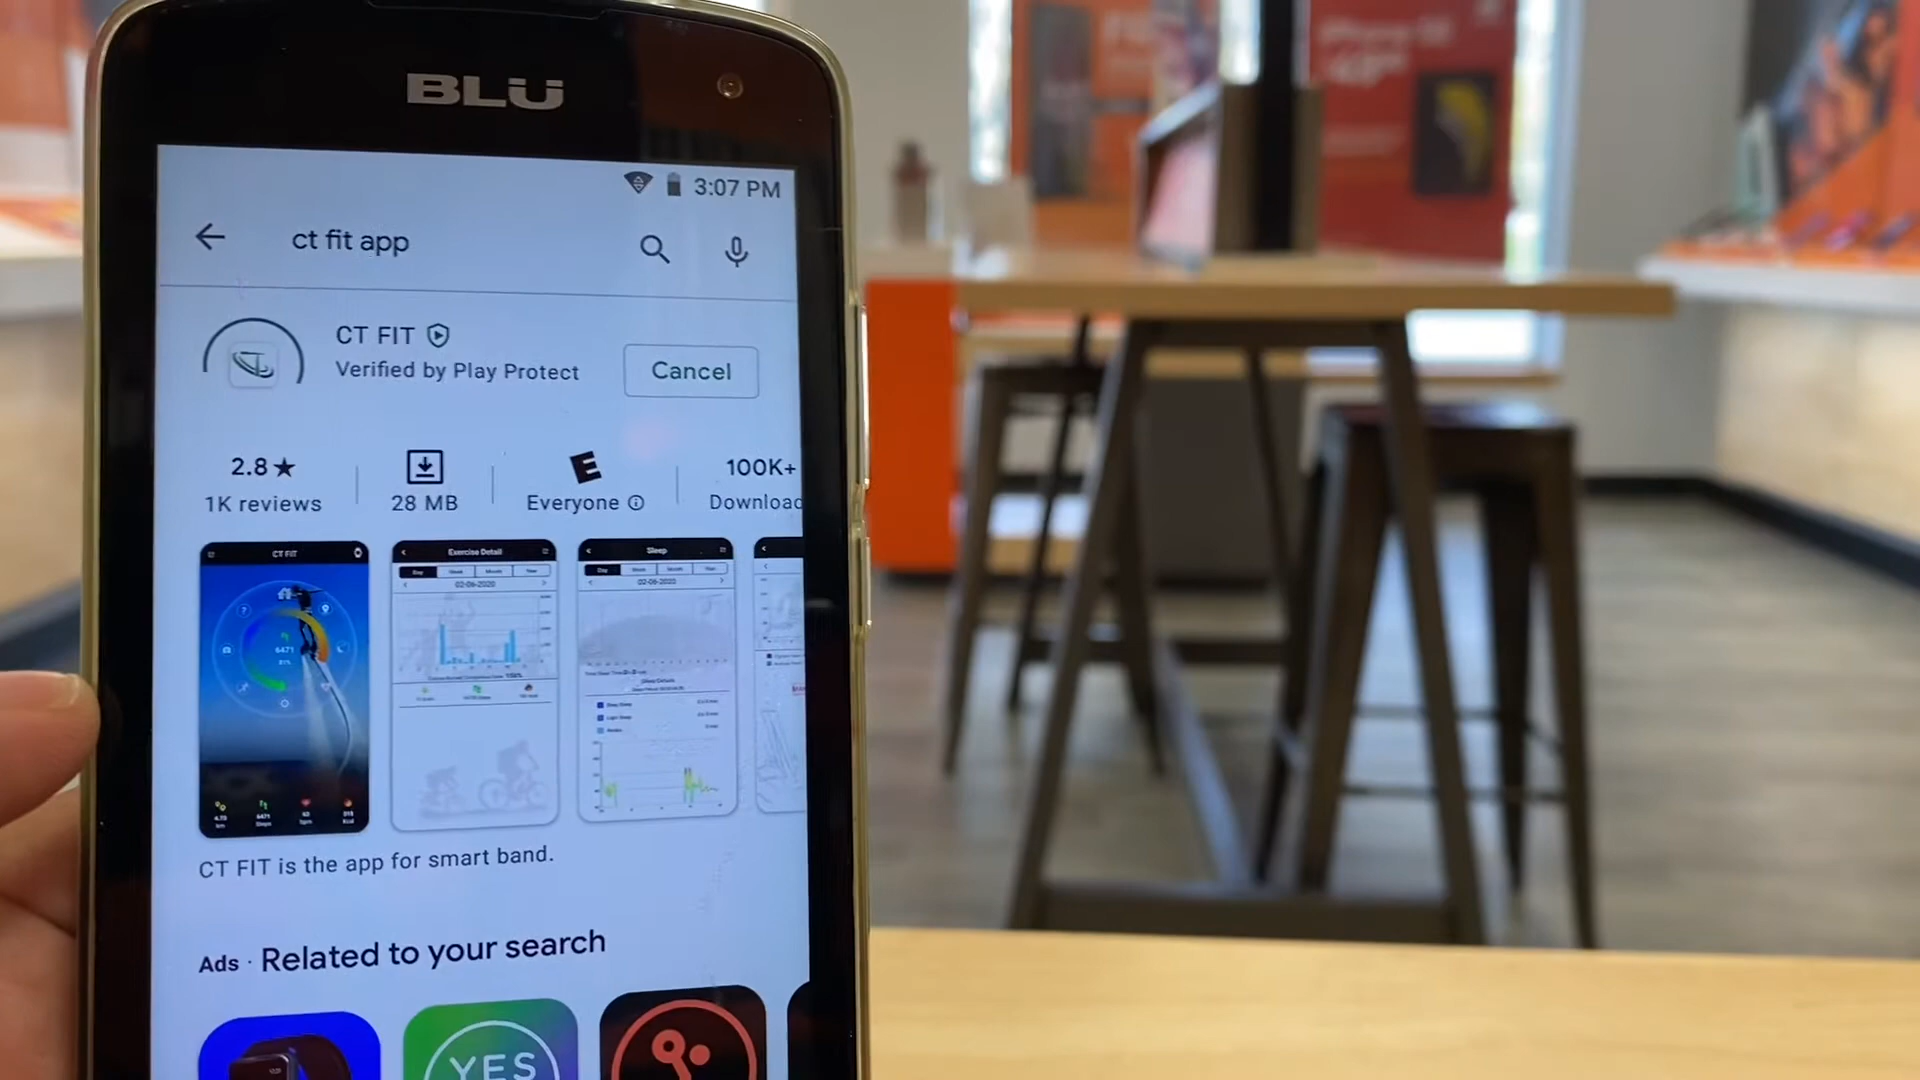 BLU
3:07 PM
ct fit app
CT FIT
Verified by Play Protect
Cancel
2.8★
1K reviews
28 MB
E
Everyone
100K+
Downloac
CT FIT
6471
Exercise Detail
Day Week Month Year
02-06-2020
Sleep
Day Week Month Year
02-06-2020
CT FIT is the app for smart band.
Ads · Related to your search
YES